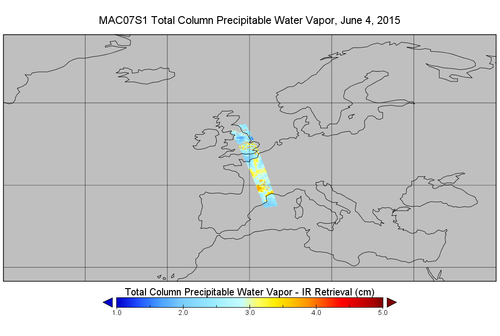 MAC07S1 Total Column Precipitable Water Vapor, June 4, 2015
Total Column Precipitable Water Vapor - IR Retrieval (cm)
1.0 2.0 3.0 4.0 5.0